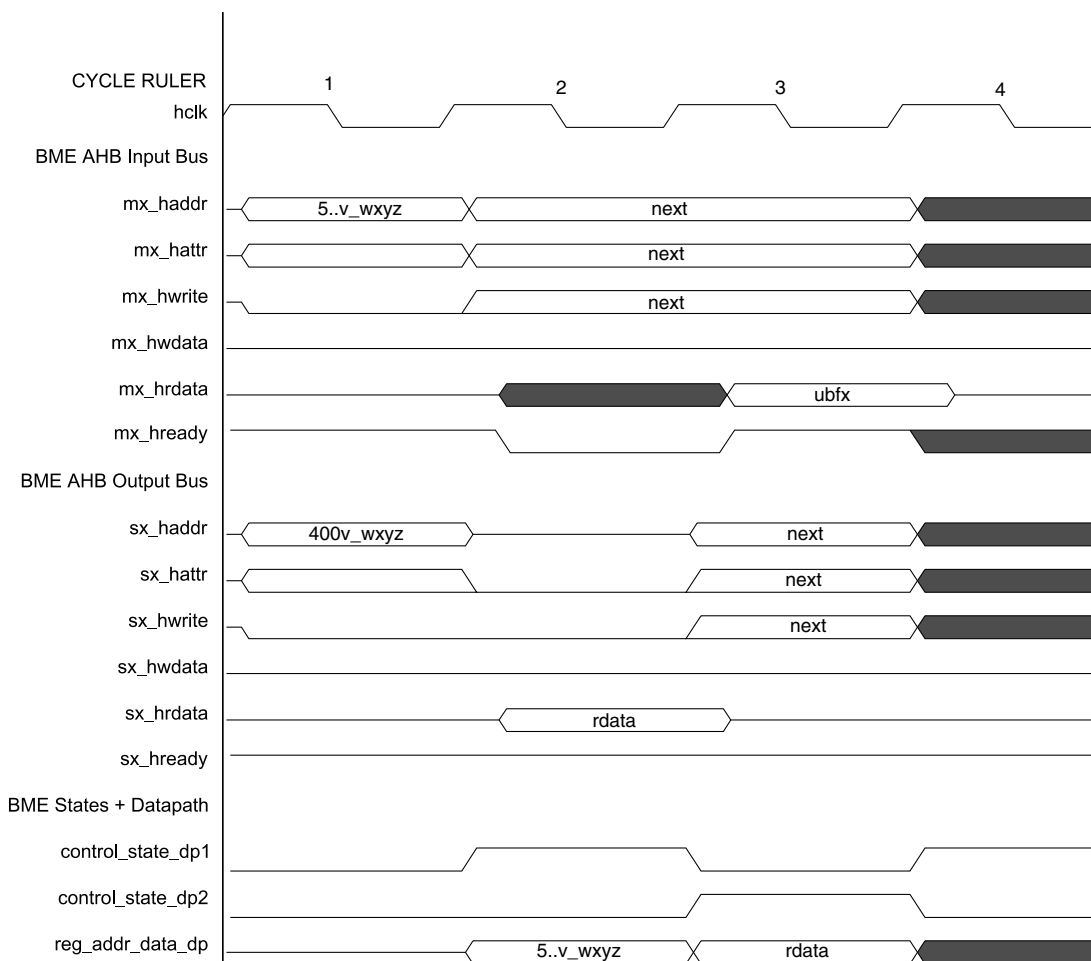 CYCLE RULER 1 2 3 4
hclk
BME AHB Input Bus
mx_haddr 5..v_wxyz next
mx_hattr next
mx_hwrite next
mx_hwdata
mx_hrdata ubfx
mx_hready
BME AHB Output Bus
sx_haddr 400v_wxyz next
sx_hattr next
sx_hwrite next
sx_hwdata
sx_hrdata rdata
sx_hready
BME States + Datapath
control_state_dp1
control_state_dp2
reg_addr_data_dp 5..v_wxyz rdata